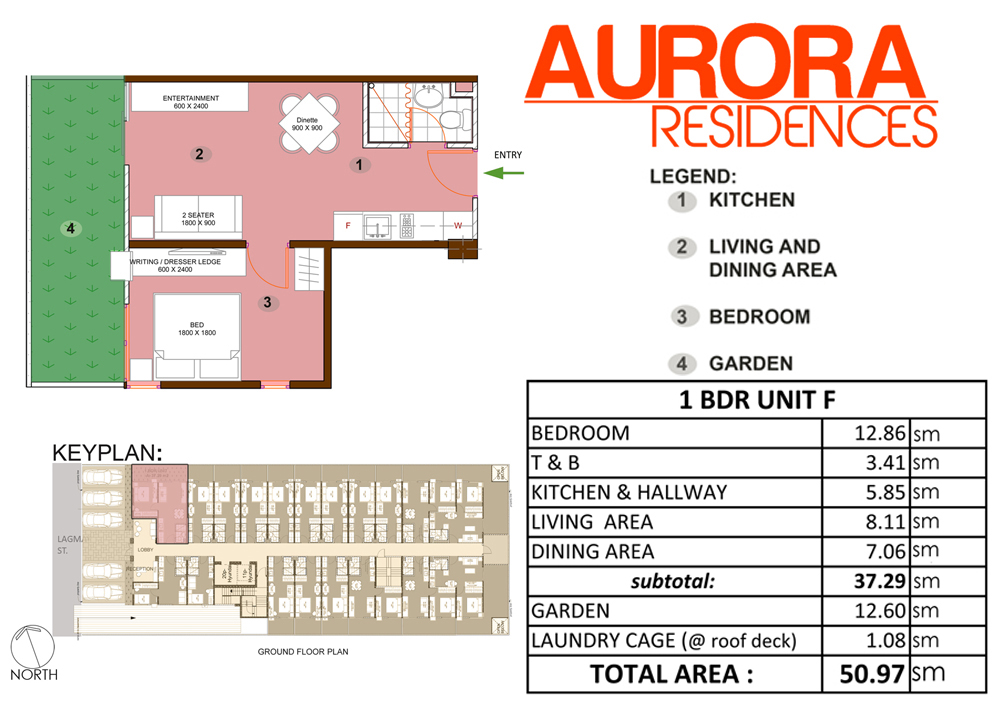 AURORA
RESIDENCES
ENTERTAINMENT
600 X 2400
Dinette
900 X 900
ENTRY
2
1
2 SEATER
1800 X 900
F
W
4
WRITING / DRESSER LEDGE
600 X 2400
3
BED
1800 X 1800
LEGEND:
1 KITCHEN
2 LIVING AND
DINING AREA
3 BEDROOM
4 GARDEN
1 BDR UNIT F
BEDROOM 12.86 sm
T & B 3.41 sm
KITCHEN & HALLWAY 5.85 sm
LIVING AREA 8.11 sm
DINING AREA 7.06 sm
subtotal: 37.29 sm
GARDEN 12.60 sm
LAUNDRY CAGE (@ roof deck) 1.08 sm
TOTAL AREA : 50.97 sm
KEYPLAN:
ST.
LOBBY
RECEPTION
GROUND FLOOR PLAN
NORTH